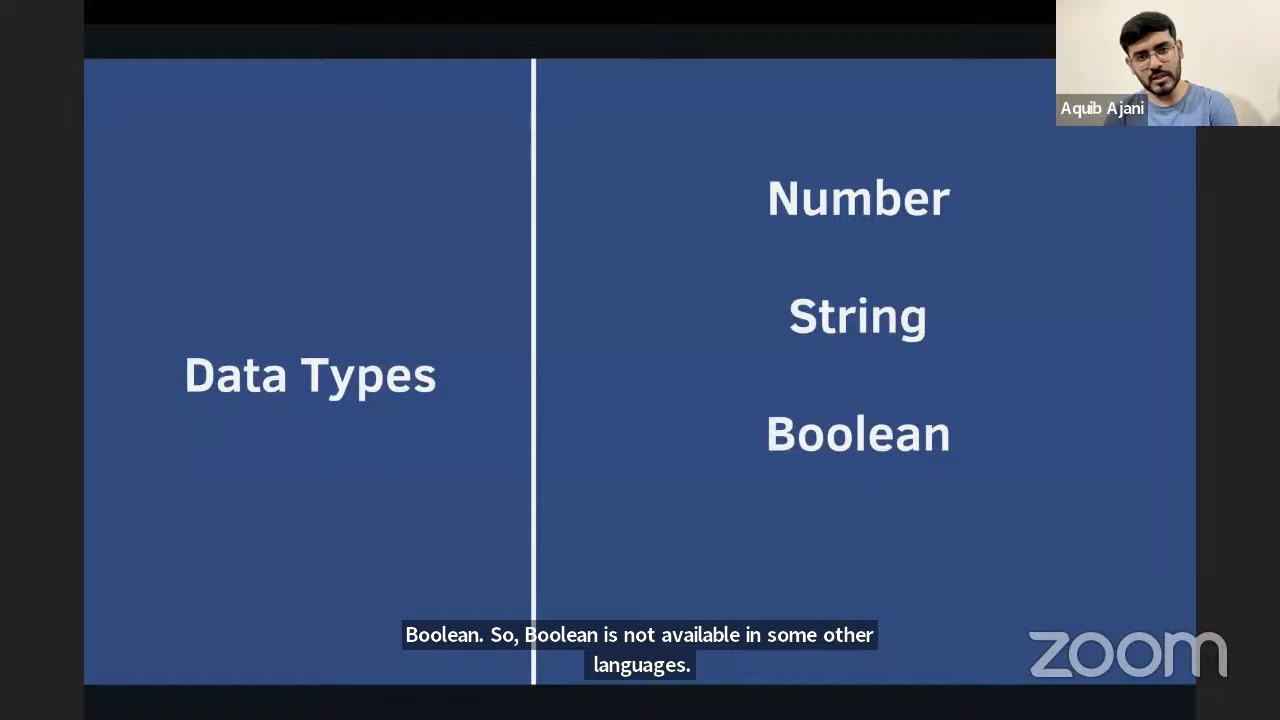 Aquib Ajani
Number
String
Data Types
Boolean
Boolean. So, Boolean is not available in some other
languages.
zoom